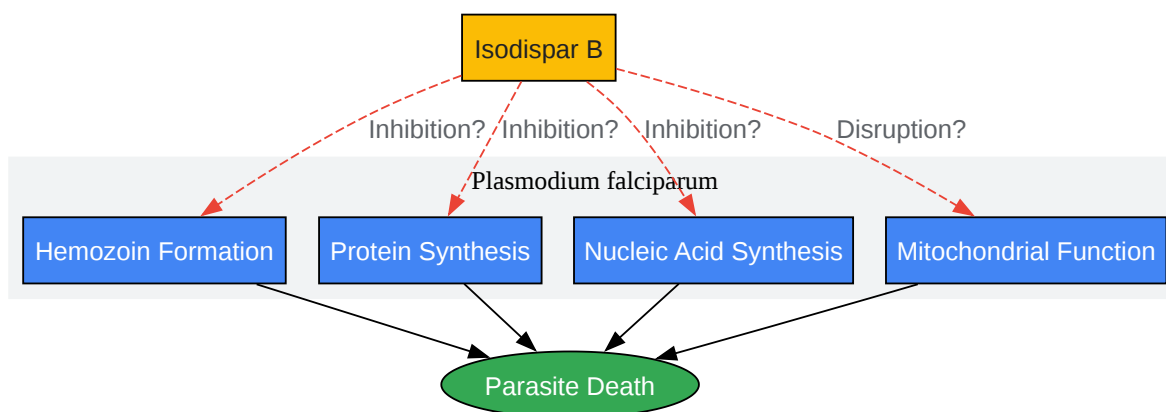 Isodispar B
Inhibition? Inhibition? Inhibition? Disruption?
Plasmodium falciparum
Hemozoin Formation Protein Synthesis Nucleic Acid Synthesis Mitochondrial Function
Parasite Death